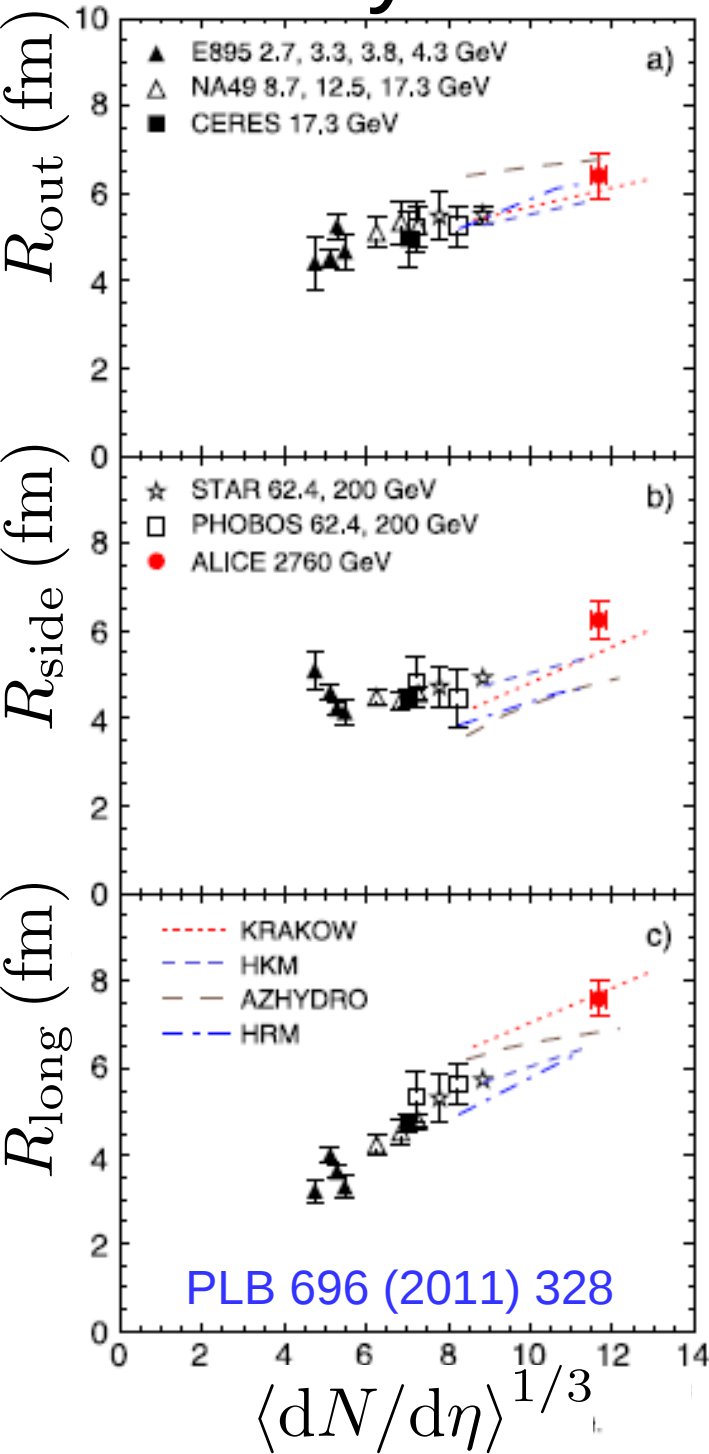 y
10
R_out (fm)
▲ E895 2.7, 3.3, 3.8, 4.3 GeV
a)
△ NA49 8.7, 12.5, 17.3 GeV
8
■ CERES 17.3 GeV
6
4
2
0
R_side (fm)
☆ STAR 62.4, 200 GeV
b)
□ PHOBOS 62.4, 200 GeV
8
● ALICE 2760 GeV
6
4
2
0
R_long (fm)
KRAKOW
c)
HKM
8
AZHYDRO
HRM
6
4
2
PLB 696 (2011) 328
0
0 2 4 6 8 10 12 14
⟨dN/dη⟩^1/3